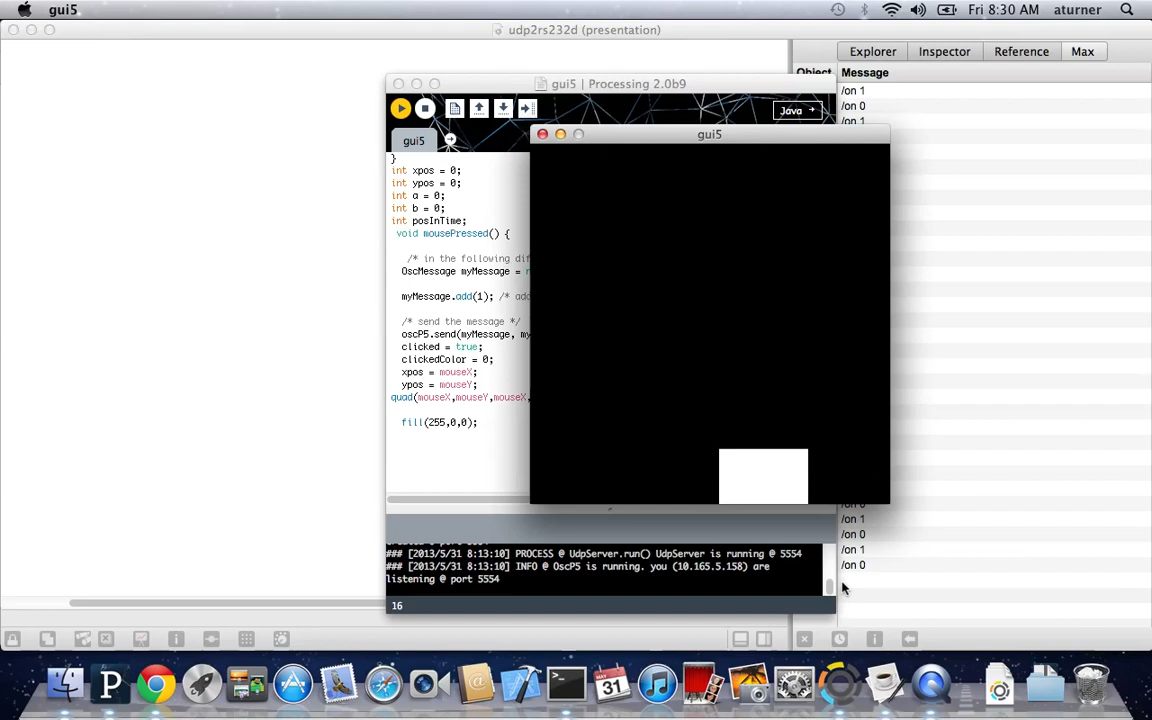 gui5
Fri 8:30 AM
aturner
udp2rs232d (presentation)
Explorer
Inspector
Reference
Max
Object
Message
/on 1
/on 0
/on 1
gui5 | Processing 2.0b9
Java
gui5
gui5
}
int xpos = 0;
int ypos = 0;
int a = 0;
int b = 0;
int posInTime;
void mousePressed() {
/* in the following dif
OscMessage myMessage = n
myMessage.add(1); /* add
/* send the message */
oscP5.send(myMessage, my
clicked = true;
clickedColor = 0;
xpos = mouseX;
ypos = mouseY;
quad(mouseX,mouseY,mouseX,
fill(255,0,0);
/on 0
/on 1
/on 0
/on 1
/on 0
### [2013/5/31 8:13:10] PROCESS @ UdpServer.run() UdpServer is running @ 5554
### [2013/5/31 8:13:10] INFO @ OscP5 is running. you (10.165.5.158) are
listening @ port 5554
16
MAY
31